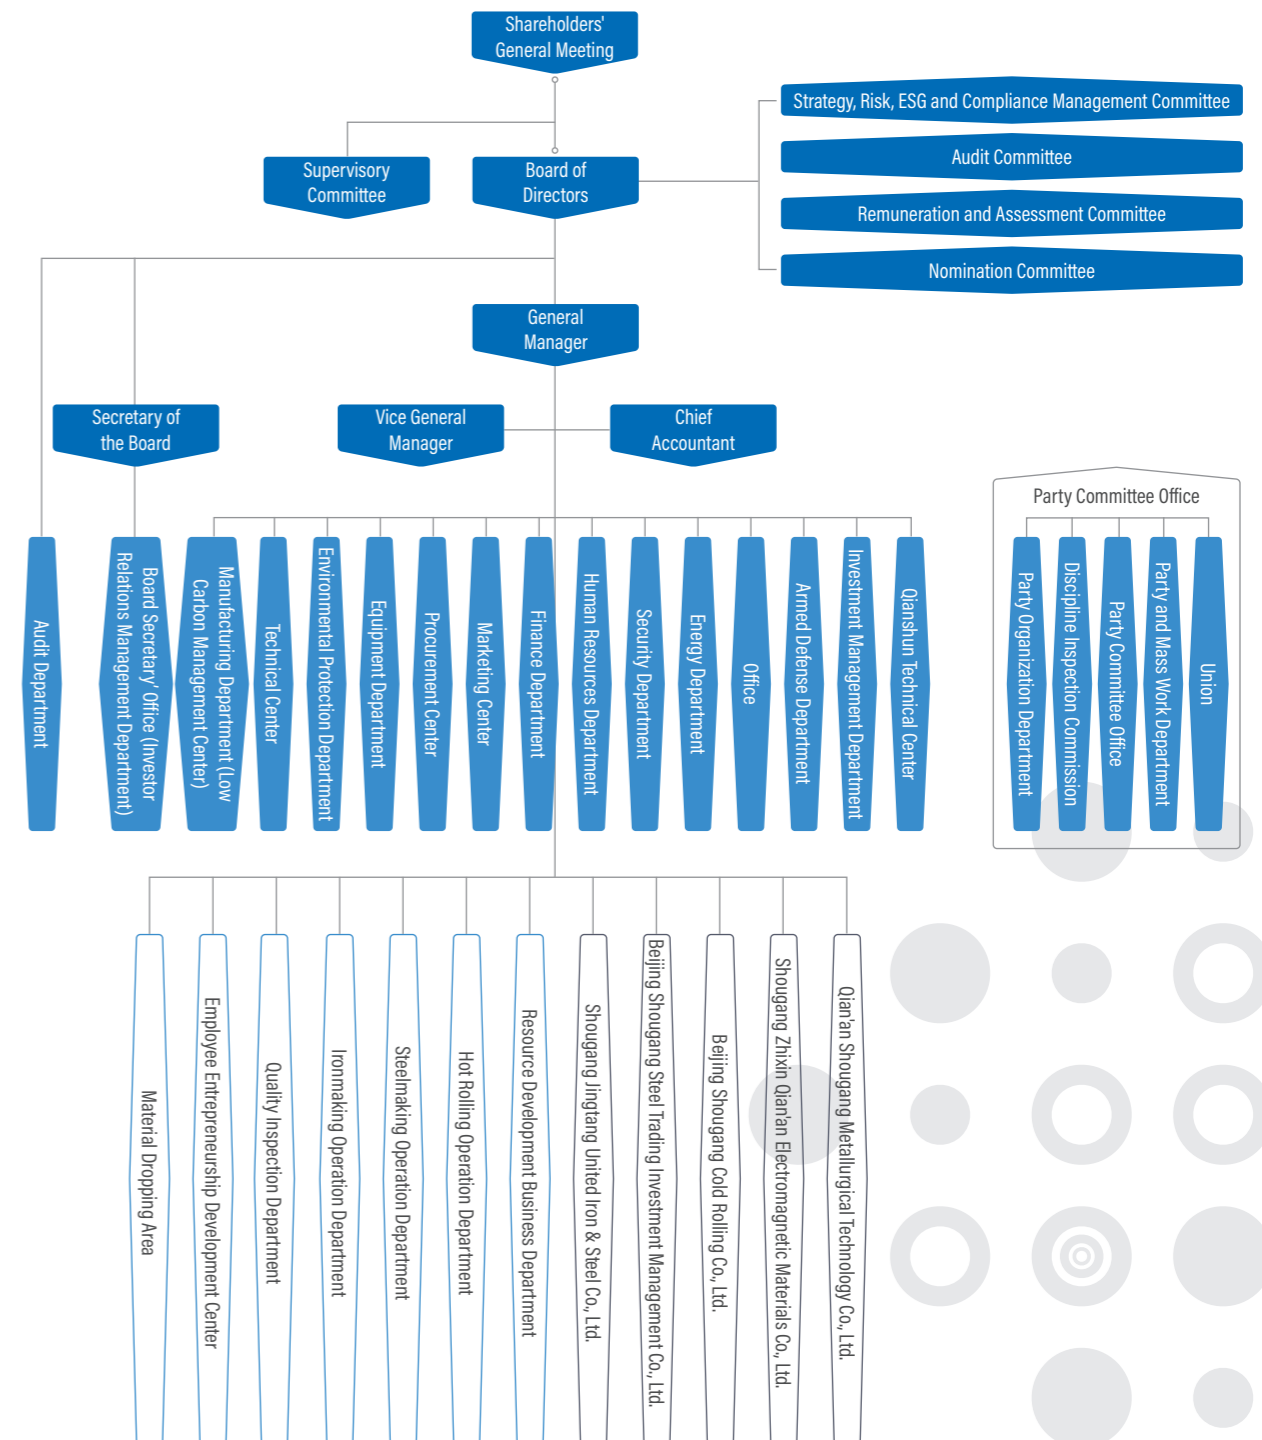 Shareholders'
General Meeting
Strategy, Risk, ESG and Compliance Management Committee
Audit Committee
Remuneration and Assessment Committee
Nomination Committee
Supervisory
Committee
Board of
Directors
General
Manager
Secretary of
the Board
Vice General
Manager
Chief
Accountant
Party Committee Office
Audit Department
Board Secretary' Office (Investor
Relations Management Department)
Manufacturing Department (Low
Carbon Management Center)
Technical Center
Environmental Protection Department
Equipment Department
Procurement Center
Marketing Center
Finance Department
Human Resources Department
Security Department
Energy Department
Office
Armed Defense Department
Investment Management Department
Qianshun Technical Center
Party Organization Department
Discipline Inspection Commission
Party Committee Office
Party and Mass Work Department
Union
Material Dropping Area
Employee Entrepreneurship Development Center
Quality Inspection Department
Ironmaking Operation Department
Steelmaking Operation Department
Hot Rolling Operation Department
Resource Development Business Department
Shougang Jingtang United Iron & Steel Co., Ltd.
Beijing Shougang Steel Trading Investment Management Co., Ltd.
Beijing Shougang Cold Rolling Co., Ltd.
Shougang Zhixin Qian'an Electromagnetic Materials Co., Ltd.
Qian'an Shougang Metallurgical Technology Co., Ltd.